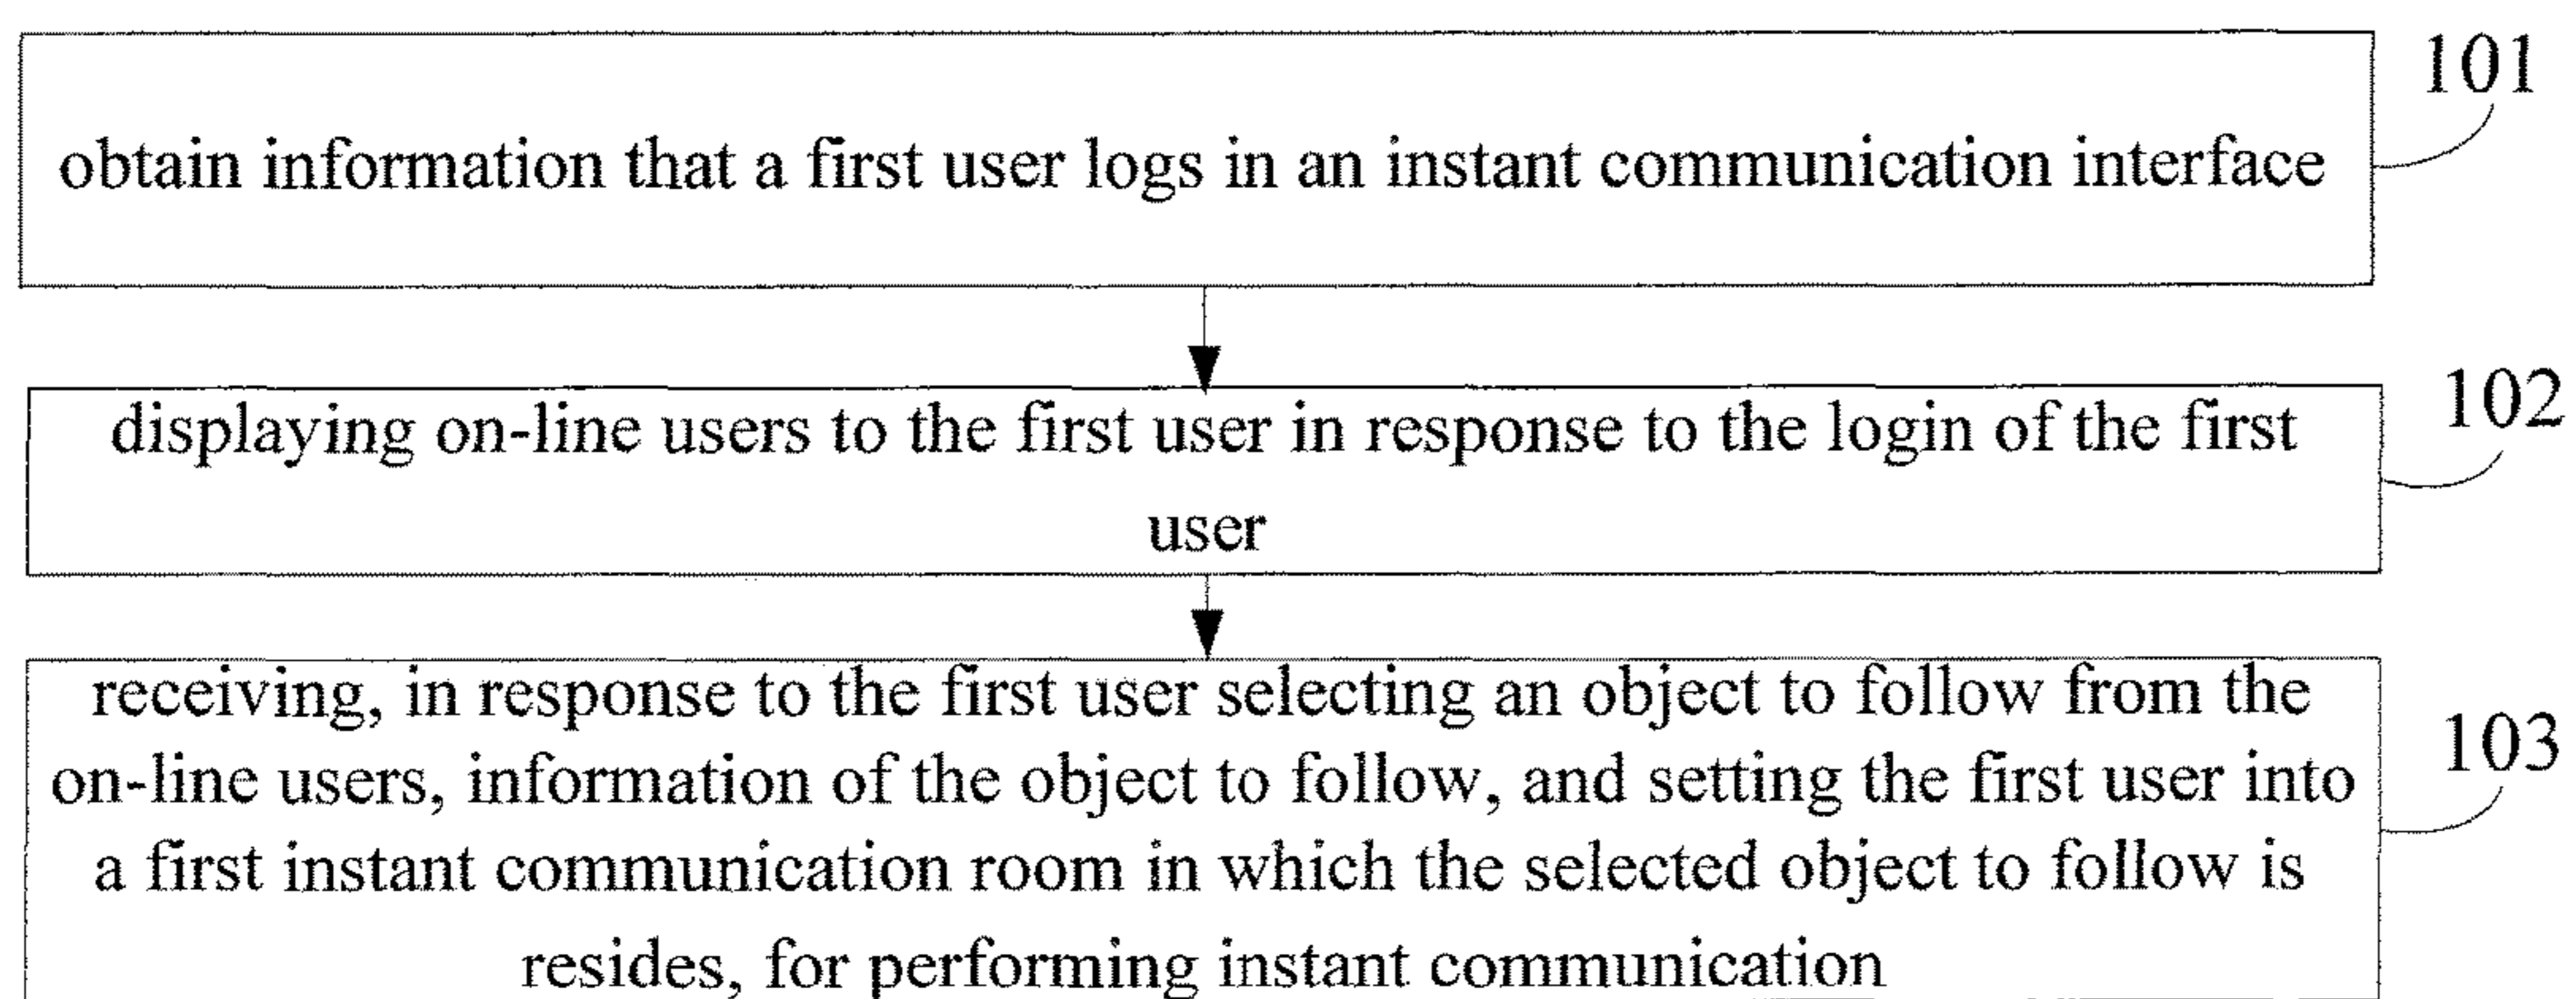 101
obtain information that a first user logs in an instant communication interface
102
displaying on-line users to the first user in response to the login of the first
user
103
receiving, in response to the first user selecting an object to follow from the
on-line users, information of the object to follow, and setting the first user into
a first instant communication room in which the selected object to follow is
resides, for performing instant communication